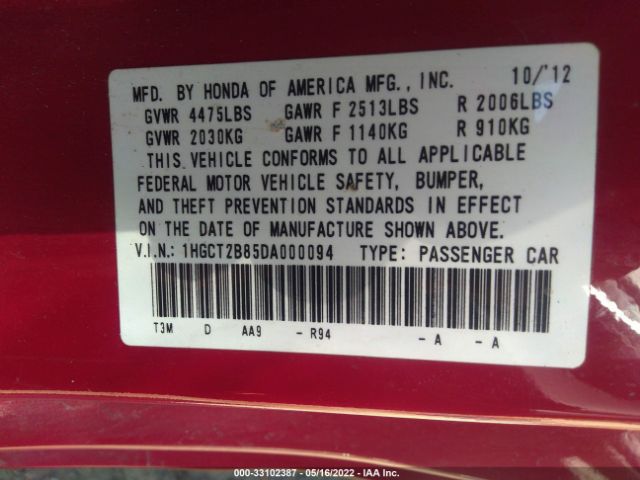 MFD. BY HONDA OF AMERICA MFG., INC. 10/'12
GVWR 4475LBS GAWR F 2513LBS R 2006LBS
GVWR 2030KG GAWR F 1140KG R 910KG
THIS VEHICLE CONFORMS TO ALL APPLICABLE
FEDERAL MOTOR VEHICLE SAFETY, BUMPER,
AND THEFT PREVENTION STANDARDS IN EFFECT
ON THE DATE OF MANUFACTURE SHOWN ABOVE.
V.I.N.: 1HGCT2B85DA000094 TYPE: PASSENGER CAR
T3M D AA9 - R94 - A - A
000-33102387 - 05/16/2022 - IAA Inc.